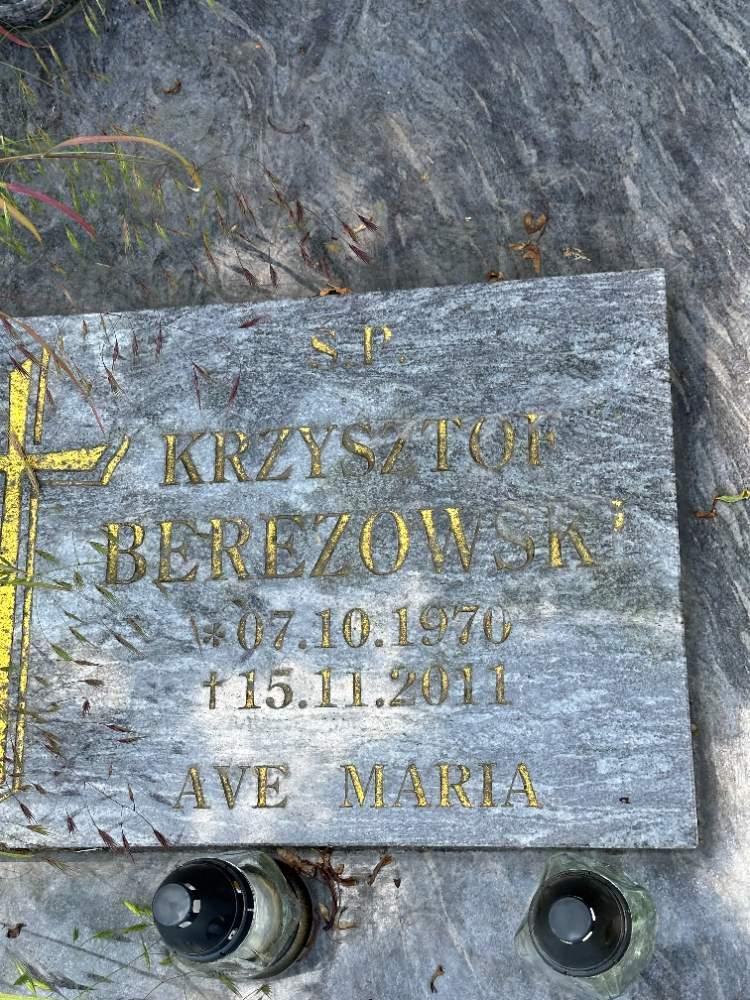 Ś.P.
KRZYSZTOF
BEREZOWSKI
* 07.10.1970
† 15.11.2011
AVE MARIA